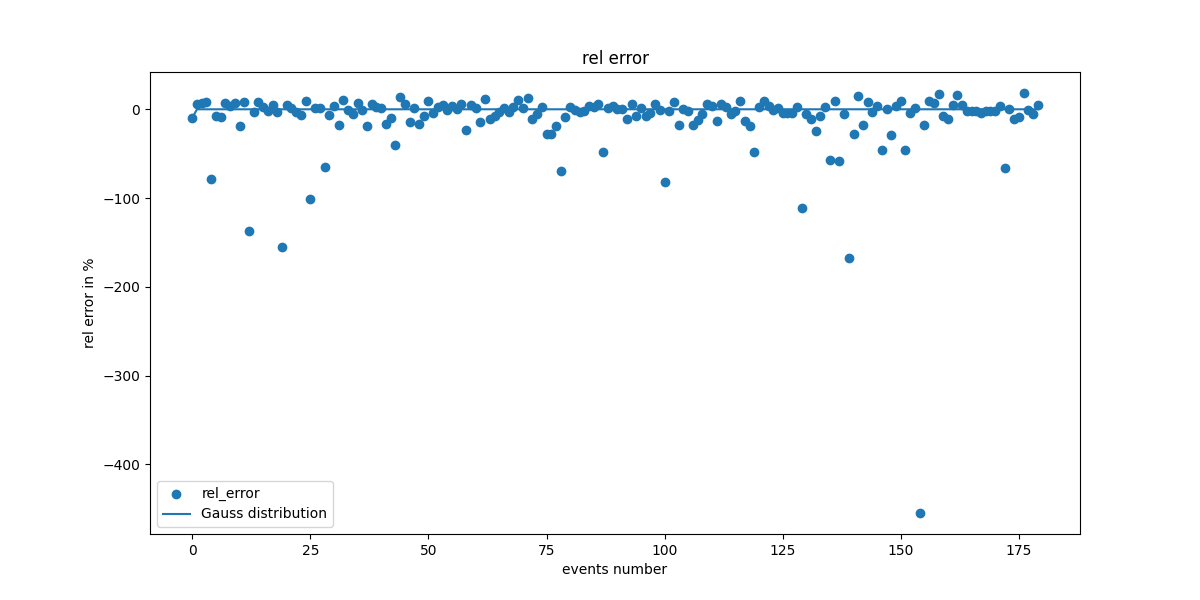 rel error
0
−100
−200
−300
−400
rel error in %
rel_error
Gauss distribution
0 25 50 75 100 125 150 175
events number